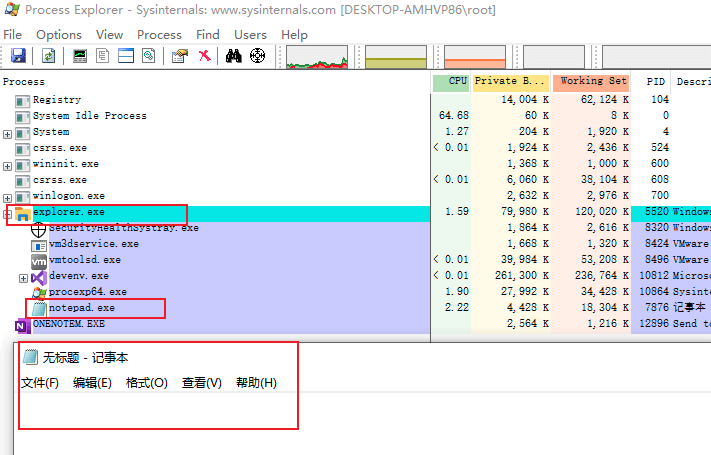 Process Explorer - Sysinternals: www.sysinternals.com [DESKTOP-AMHVP86\root]
File Options View Process Find Users Help
Process CPU Private B... Working Set PID Descri
Registry 14,004 K 62,124 K 104
System Idle Process 64.68 60 K 8 K 0
System 1.27 204 K 1,920 K 4
csrss.exe < 0.01 1,924 K 2,436 K 524
wininit.exe 1,368 K 1,000 K 600
csrss.exe < 0.01 6,060 K 38,104 K 608
winlogon.exe 2,632 K 2,976 K 700
explorer.exe 1.59 79,980 K 120,020 K 5520 Windows
SecurityHealthSystray.exe 1,864 K 2,616 K 8320 Windows
vm3dservice.exe 1,668 K 1,320 K 8424 VMware
vm vmtoolsd.exe < 0.01 39,984 K 53,208 K 8496 VMware
devenv.exe < 0.01 261,300 K 236,764 K 10812 Microso
procexp64.exe 1.90 27,992 K 34,428 K 10864 Sysinte
notepad.exe 2.22 4,428 K 18,304 K 7876 记事本
ONENOTEM.EXE 2,564 K 1,216 K 12896 Send to
无标题 - 记事本
文件(F) 编辑(E) 格式(O) 查看(V) 帮助(H)